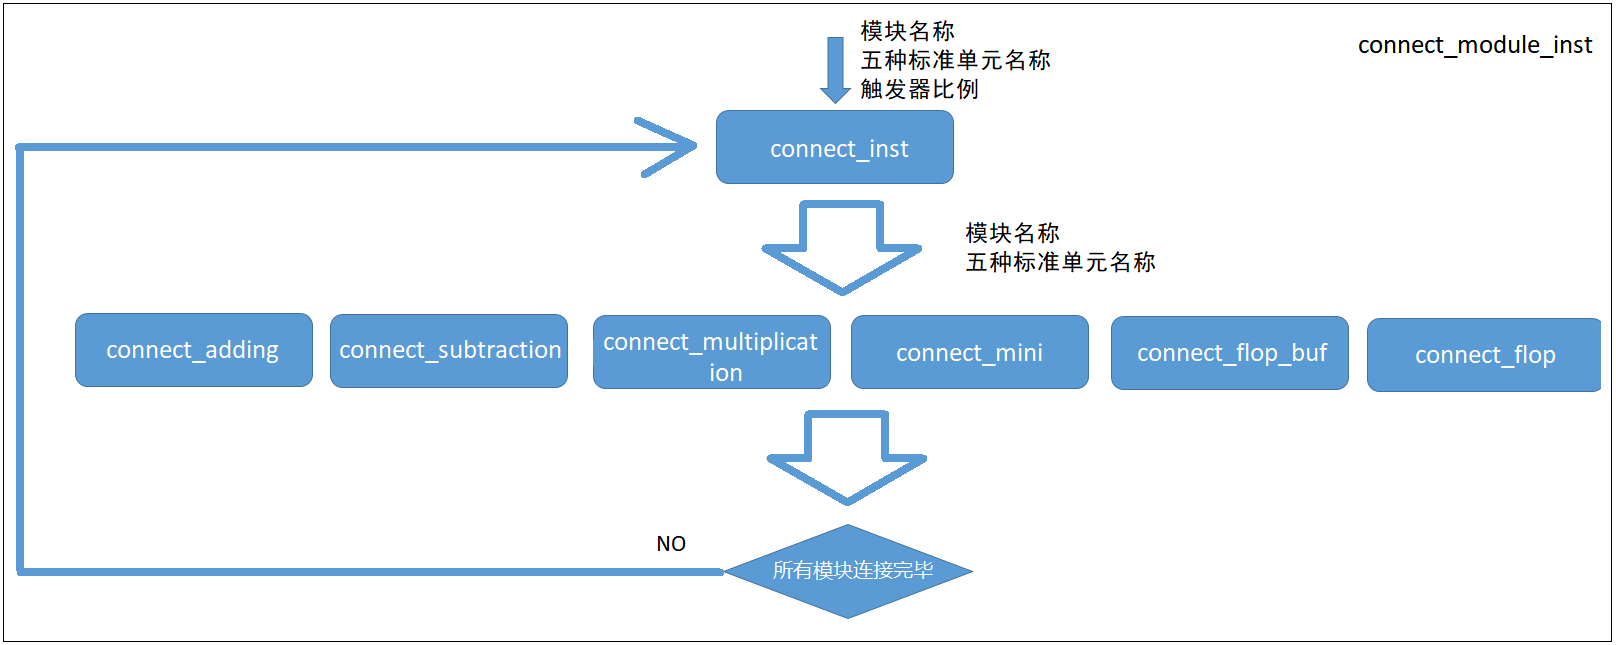 模块名称
五种标准单元名称
触发器比例
connect_module_inst
connect_inst
模块名称
五种标准单元名称
connect_adding
connect_subtraction
connect_multiplicat
ion
connect_mini
connect_flop_buf
connect_flop
NO
所有模块连接完毕